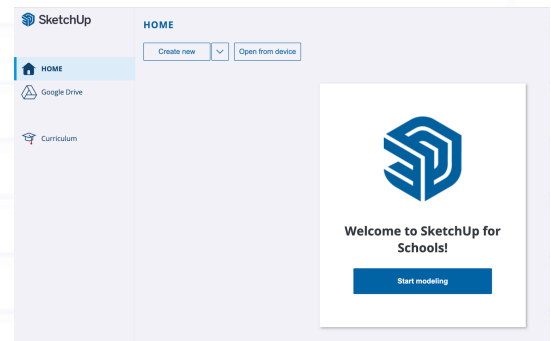 SketchUp
HOME
Create new
Open from device
HOME
Google Drive
Curriculum
Welcome to SketchUp for
Schools!
Start modeling